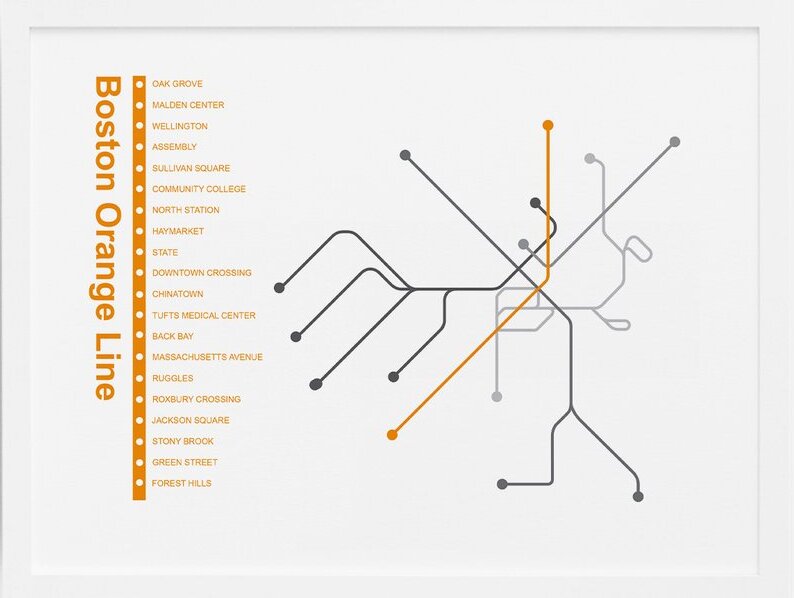 Boston Orange Line
OAK GROVE
MALDEN CENTER
WELLINGTON
ASSEMBLY
SULLIVAN SQUARE
COMMUNITY COLLEGE
NORTH STATION
HAYMARKET
STATE
DOWNTOWN CROSSING
CHINATOWN
TUFTS MEDICAL CENTER
BACK BAY
MASSACHUSETTS AVENUE
RUGGLES
ROXBURY CROSSING
JACKSON SQUARE
STONY BROOK
GREEN STREET
FOREST HILLS